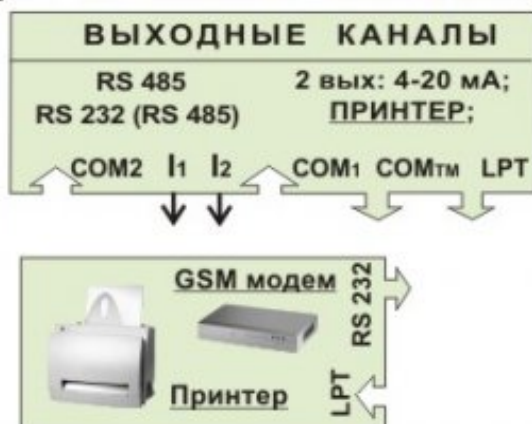 ВЫХОДНЫЕ КАНАЛЫ
RS 485 2 вых: 4-20 мА;
RS 232 (RS 485) ПРИНТЕР;
COM2 I1 I2 COM1 COMTM LPT
GSM модем
RS 232
Принтер
LPT